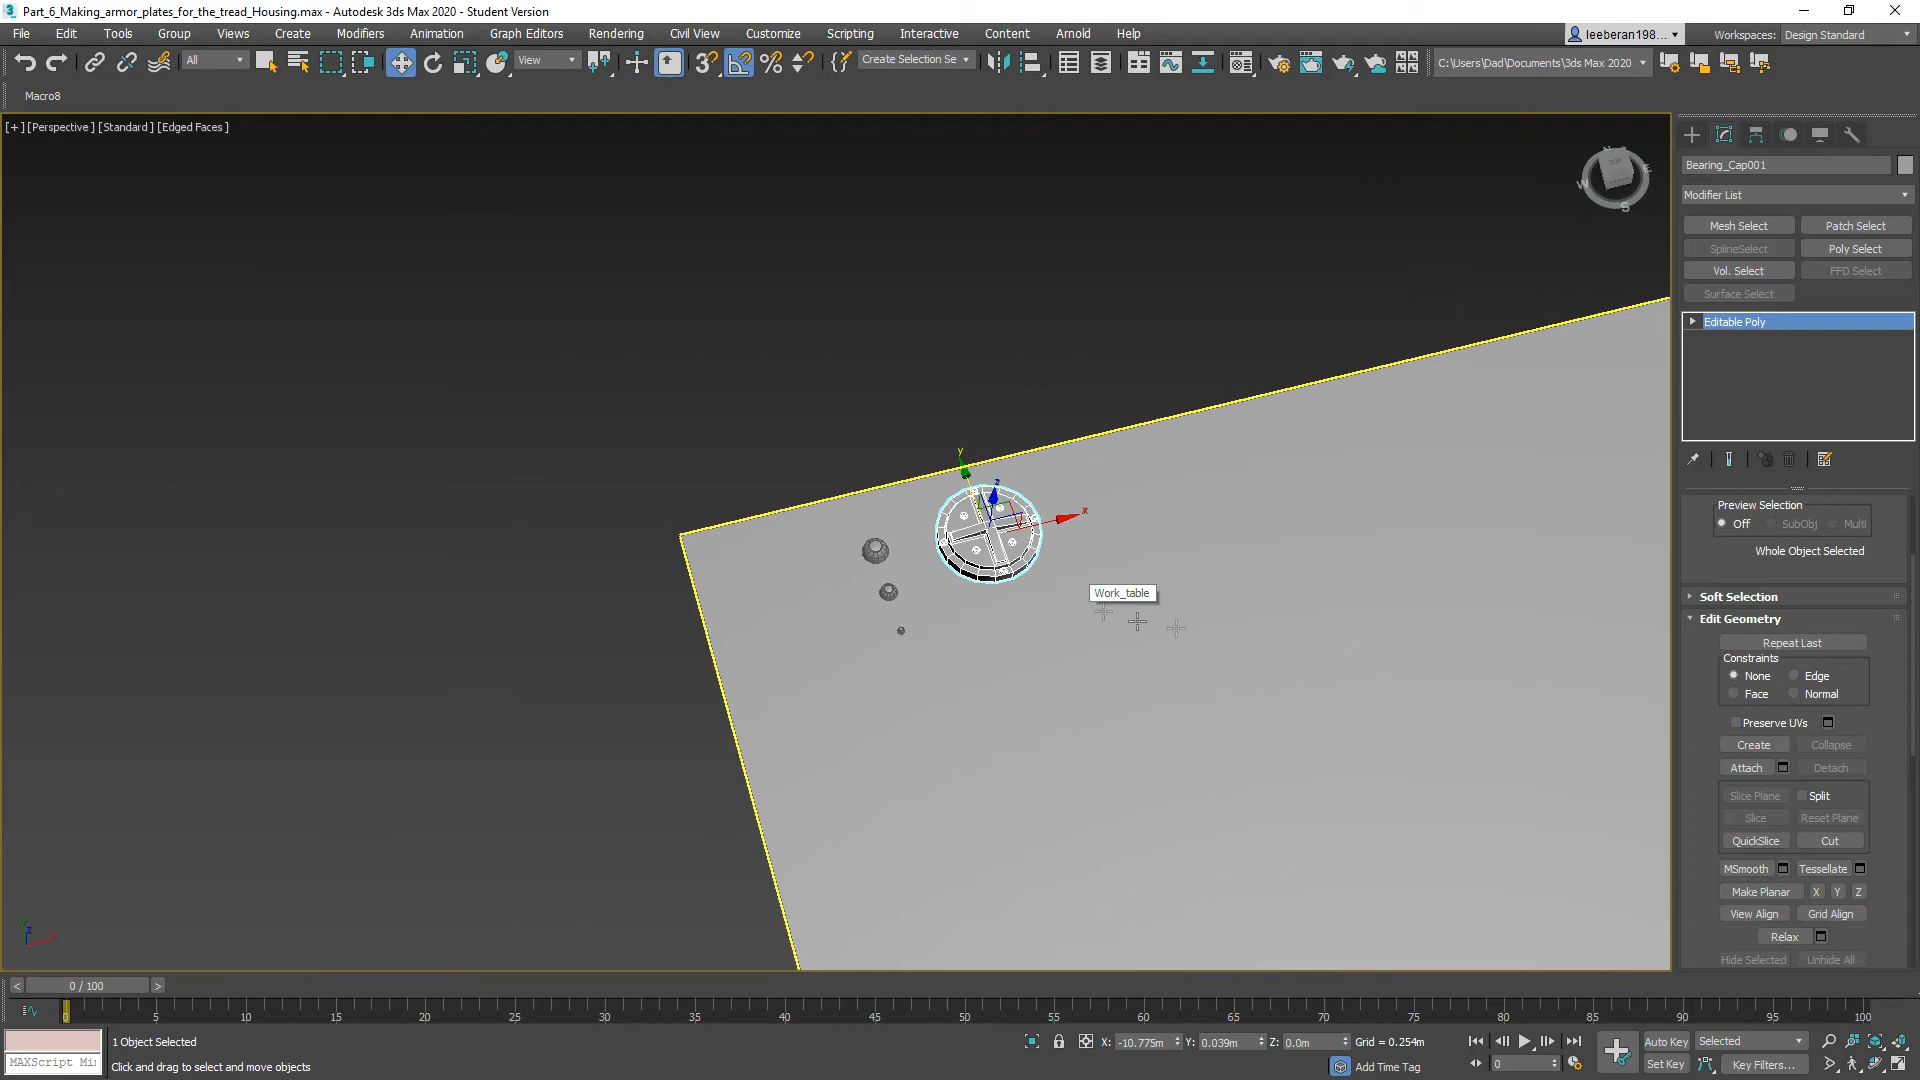 Part_6_Making_armor_plates_for_the_tread_Housing.max - Autodesk 3ds Max 2020 - Student Version
File Edit Tools Group Views Create Modifiers Animation Graph Editors Rendering Civil View Customize Scripting Interactive Content Arnold Help
leeberan198... Workspaces: Design Standard
All View Create Selection Se C:\Users\Dad\Documents\3ds Max 2020
Macro8
[+] [Perspective] [Standard] [Edged Faces]
Bearing_Cap001
Modifier List
Mesh Select Patch Select
SplineSelect Poly Select
Vol. Select FFD Select
Surface Select
Editable Poly
Preview Selection
Off SubObj Multi
Whole Object Selected
Soft Selection
Edit Geometry
Repeat Last
Constraints
None Edge
Face Normal
Preserve UVs
Create Collapse
Attach Detach
Slice Plane Split
Slice Reset Plane
QuickSlice Cut
MSmooth Tessellate
Make Planar X Y Z
View Align Grid Align
Relax
Hide Selected Unhide All
TOP
W S E
y
z
x
Work_table
< 0 / 100 >
0 5 10 15 20 25 30 35 40 45 50 55 60 65 70 75 80 85 90 95 100
1 Object Selected
X: -10.775m Y: 0.039m Z: 0.0m Grid = 0.254m
Auto Key Selected
MAXScript Mi
Click and drag to select and move objects
Add Time Tag
0
Set Key Key Filters...